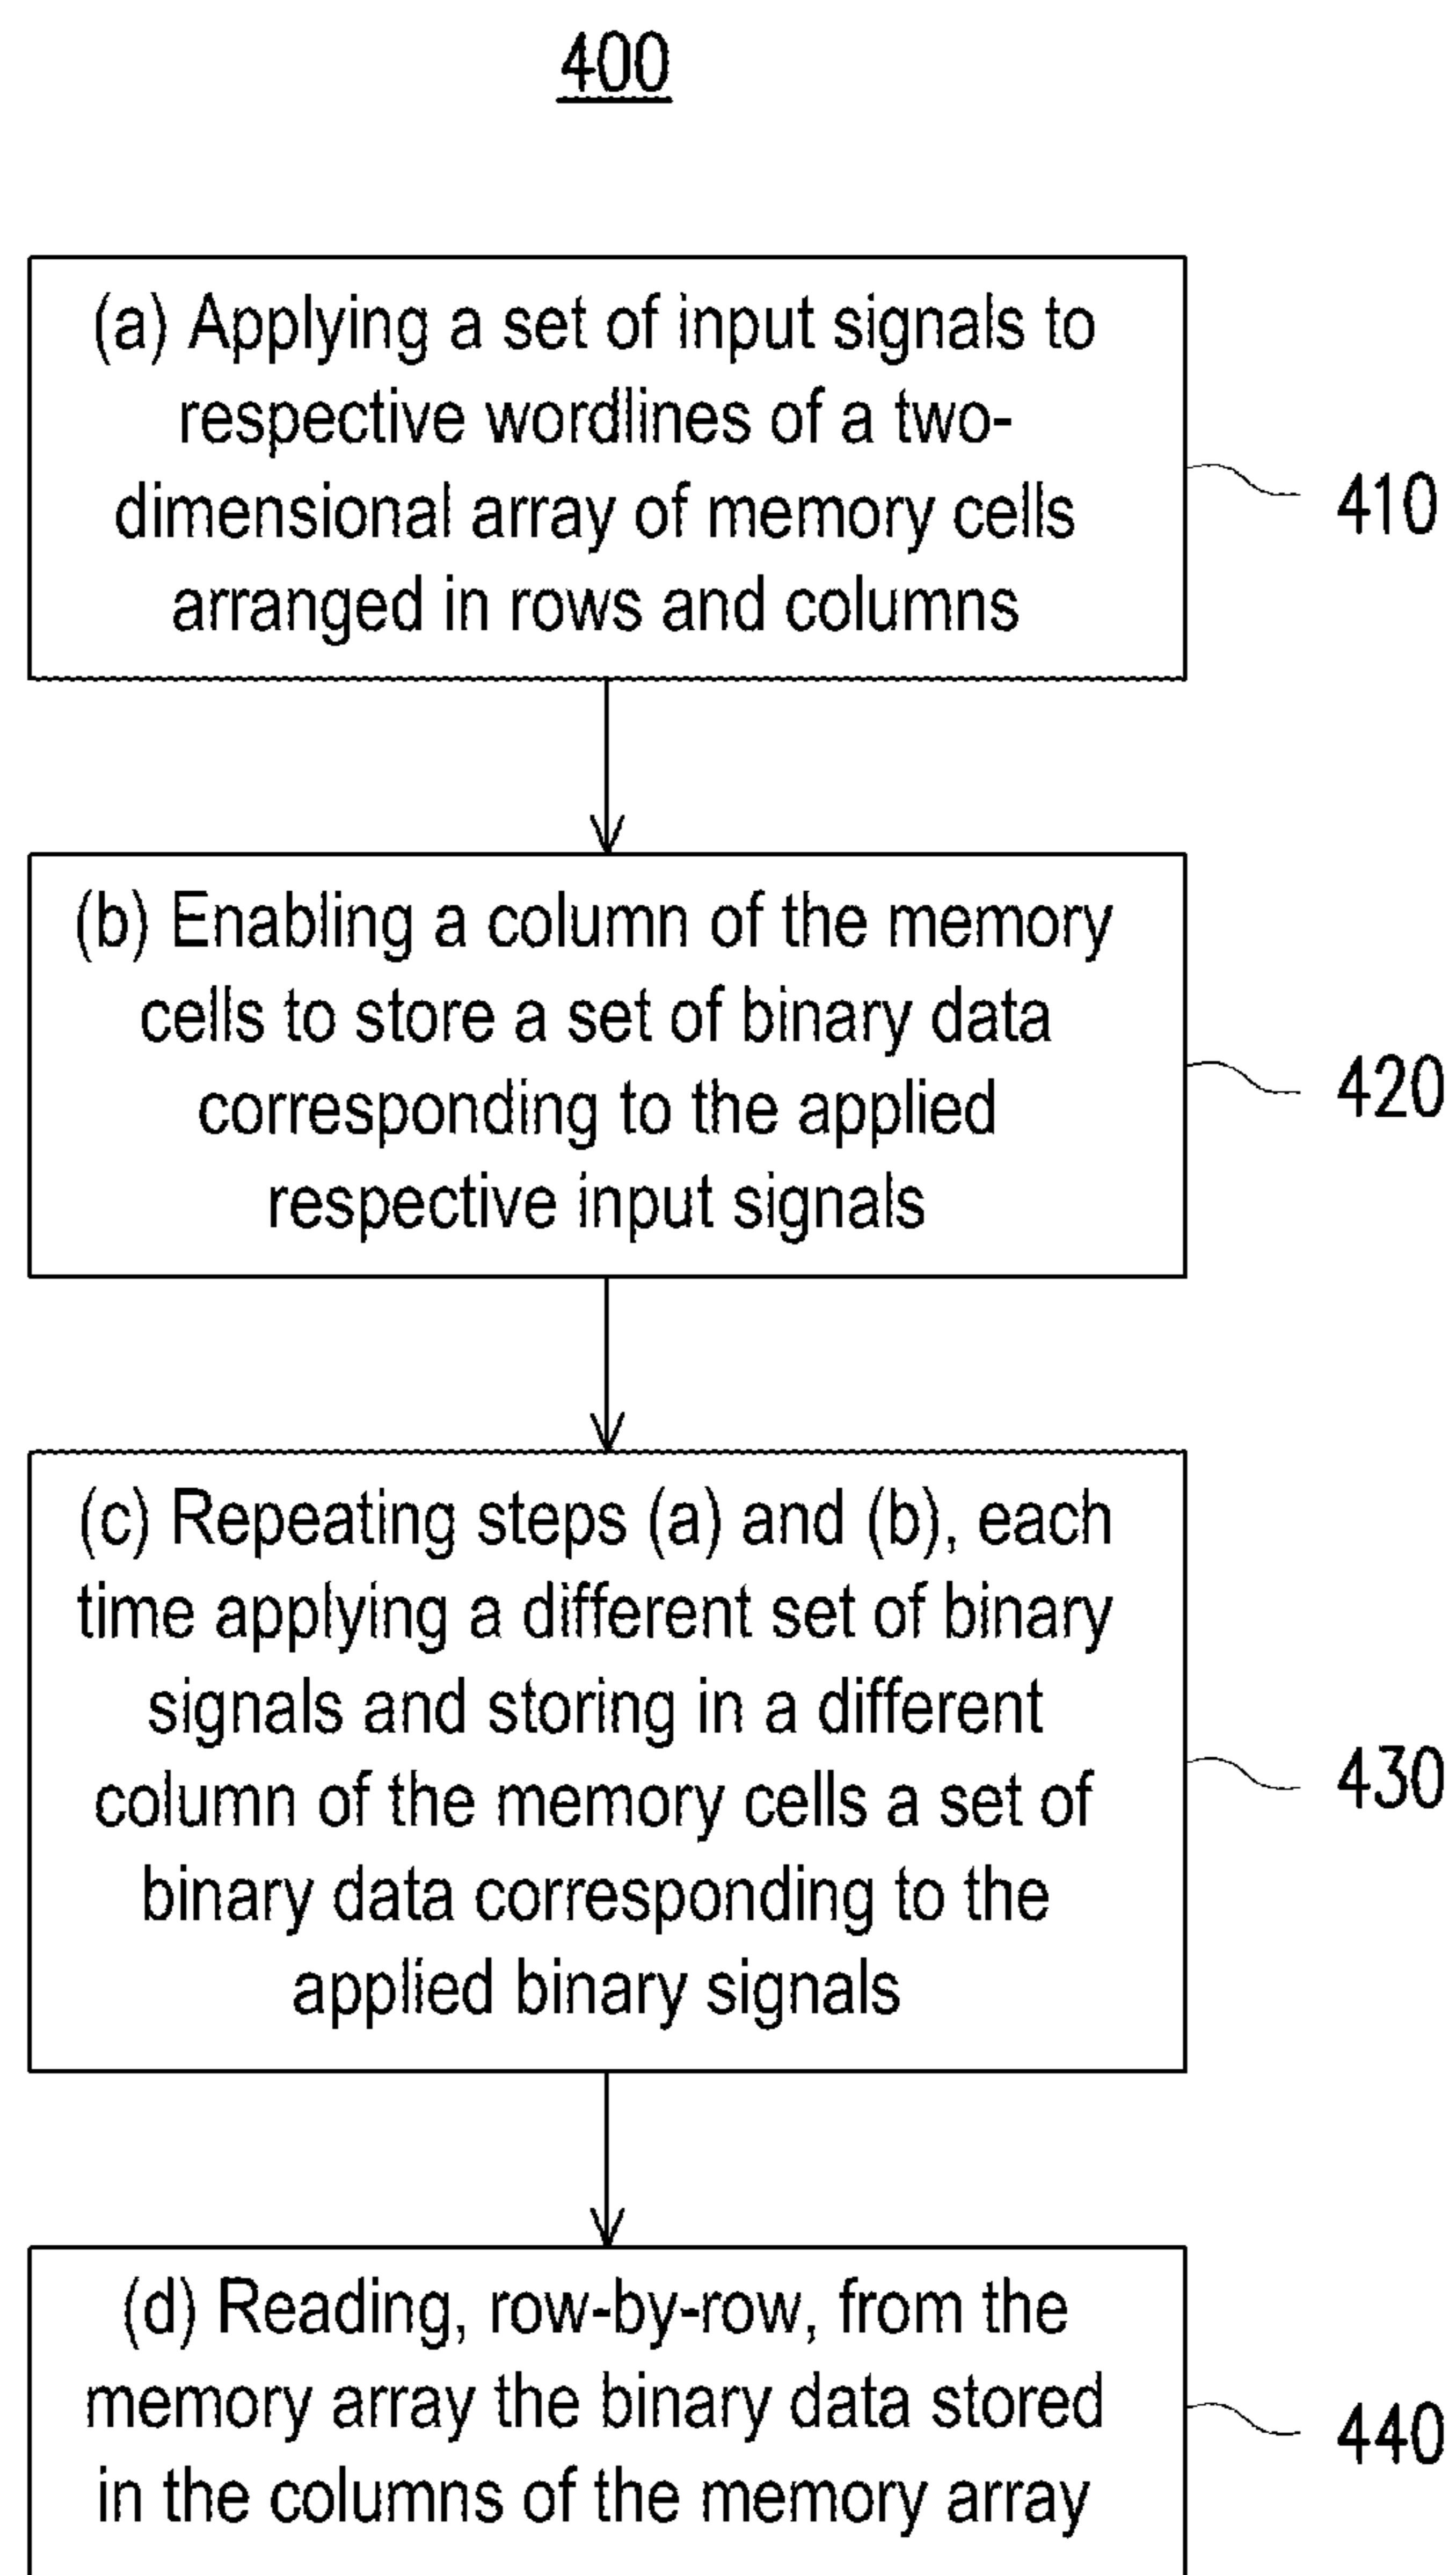 400
(a) Applying a set of input signals to
respective wordlines of a two-
dimensional array of memory cells
arranged in rows and columns
410
(b) Enabling a column of the memory
cells to store a set of binary data
corresponding to the applied
respective input signals
420
(c) Repeating steps (a) and (b), each
time applying a different set of binary
signals and storing in a different
column of the memory cells a set of
binary data corresponding to the
applied binary signals
430
(d) Reading, row-by-row, from the
memory array the binary data stored
in the columns of the memory array
440